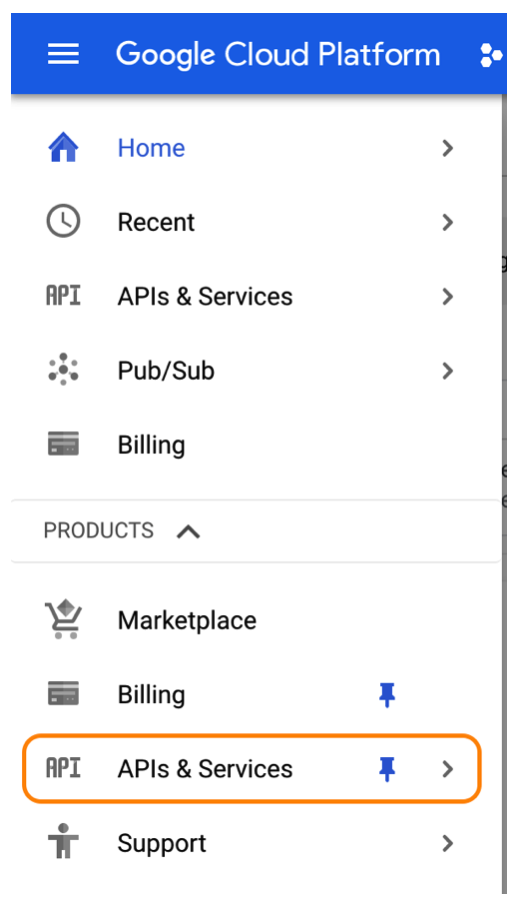 Google Cloud Platform
Home
Recent
API APIs & Services
Pub/Sub
Billing
PRODUCTS
Marketplace
Billing
API APIs & Services
Support